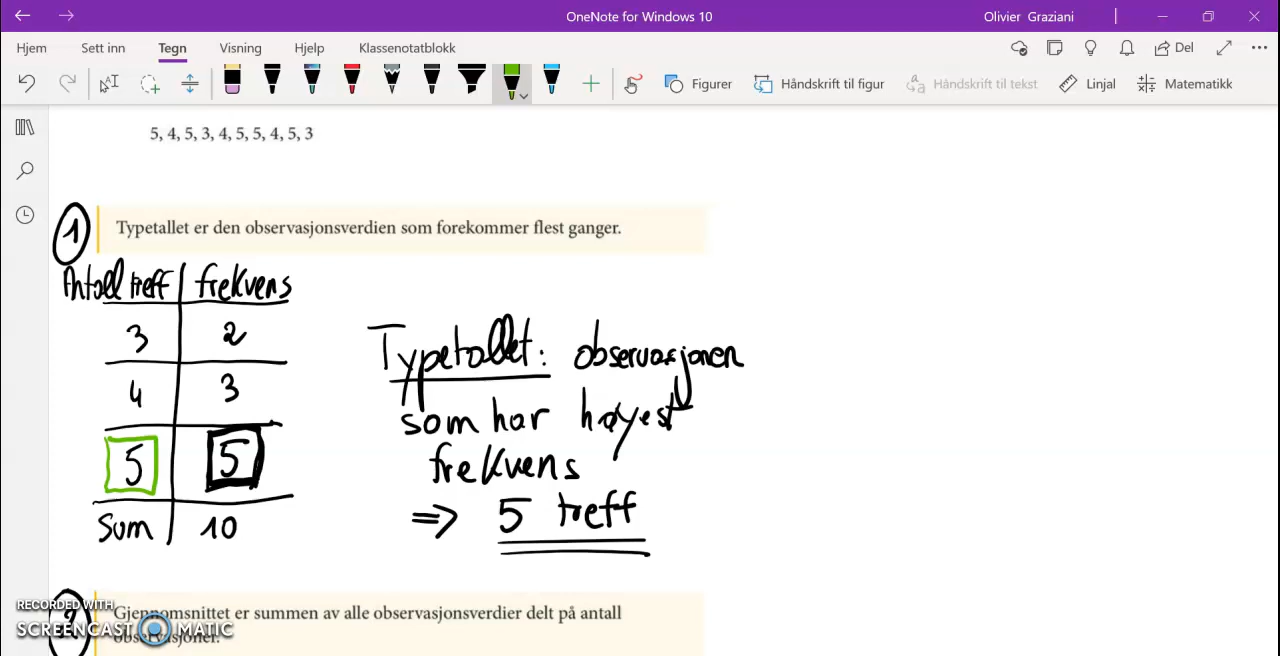 OneNote for Windows 10
Olivier Graziani
Hjem Sett inn Tegn Visning Hjelp Klassenotatblokk
Del
Figurer Håndskrift til figur Håndskrift til tekst Linjal Matematikk
5, 4, 5, 3, 4, 5, 5, 4, 5, 3
1 Typetallet er den observasjonsverdien som forekommer flest ganger.
Antall treff frekvens
3 2
4 3
5 5
Sum 10
Typetallet: observasjonen
som har høyest
frekvens
⇒ 5 treff
2 Gjennomsnittet er summen av alle observasjonsverdier delt på antall
observasjoner.
RECORDED WITH
SCREENCAST MATIC